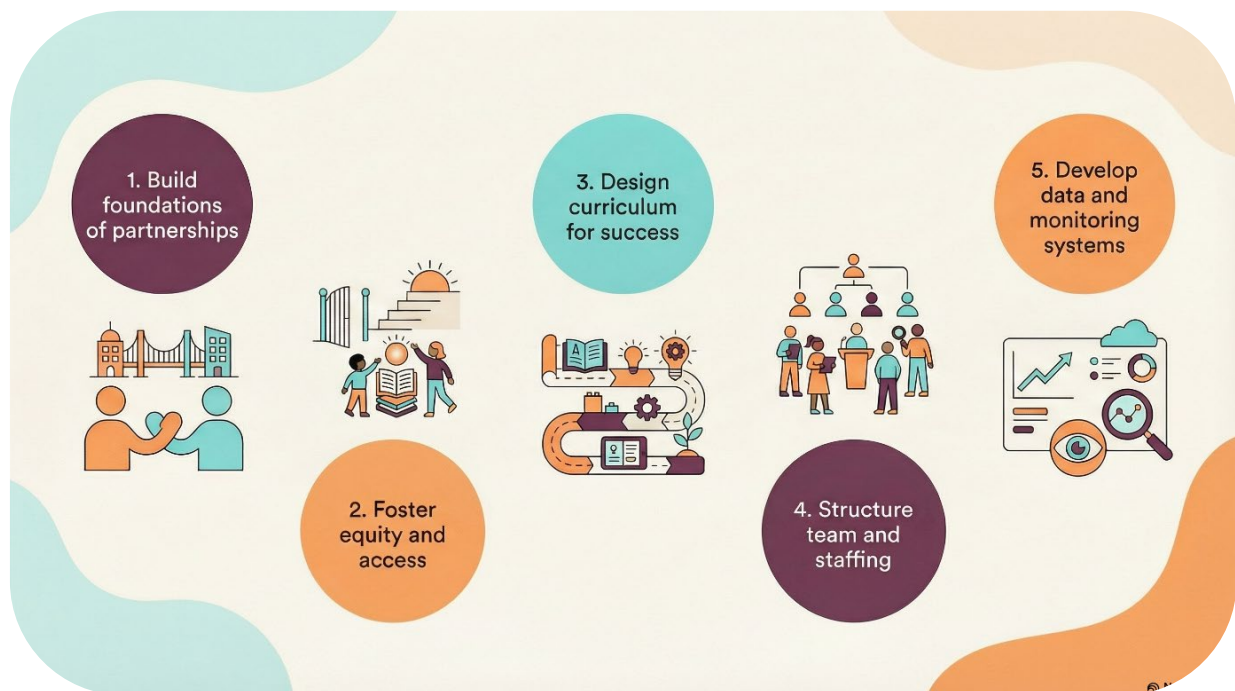 1. Build
foundations
of partnerships
2. Foster
equity and
access
3. Design
curriculum
for success
4. Structure
team and
staffing
5. Develop
data and
monitoring
systems
A